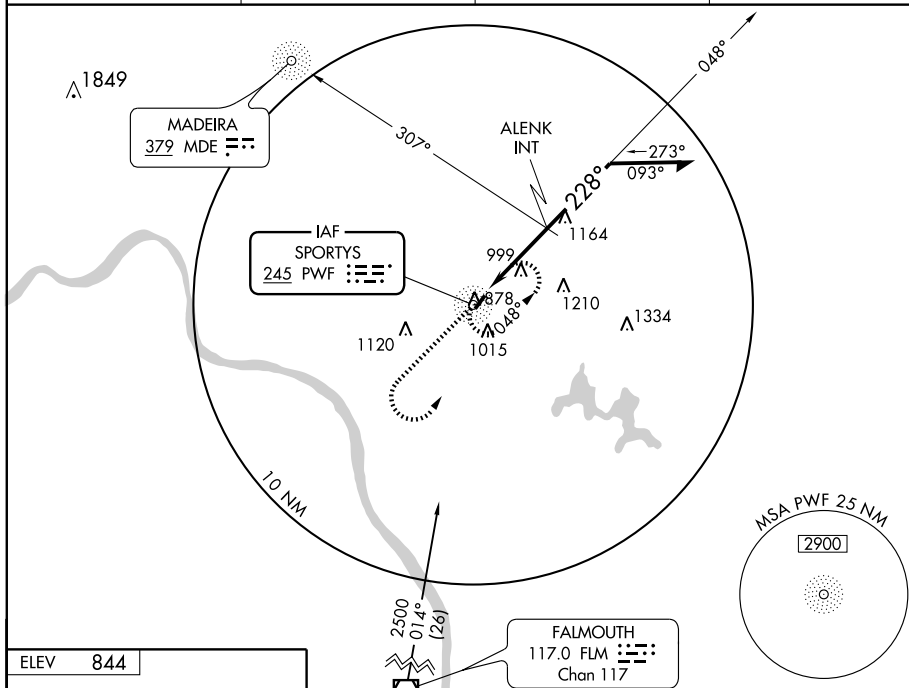 1849
MADEIRA
379 MDE
307°
ALENK
INT
048°
273°
093°
228°
1164
IAF
SPORTYS
245 PWF
999
878
048°
1210
1334
1120
1015
10 NM
MSA PWF 25 NM
2900
2500
014°
(26)
FALMOUTH
117.0 FLM
Chan 117
ELEV 844